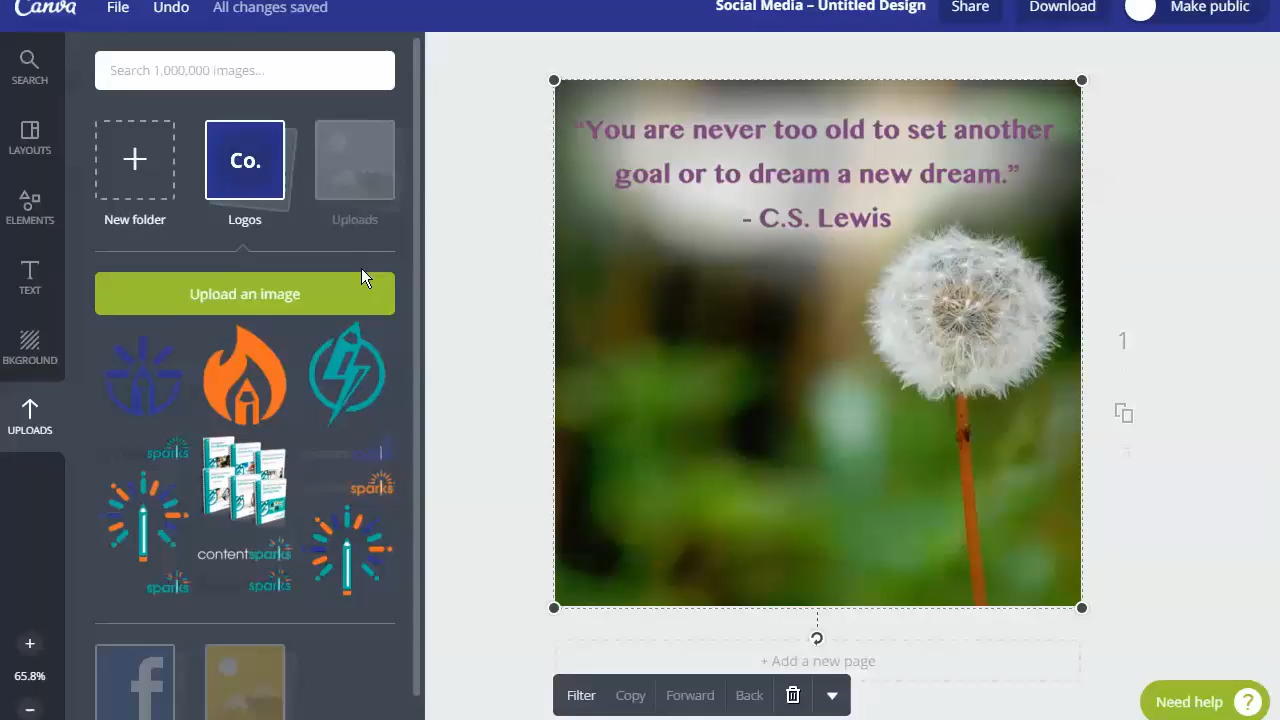 Canva File Undo All changes saved Social Media – Untitled Design Share Download Make public
Search 1,000,000 images...
SEARCH
LAYOUTS
ELEMENTS
TEXT
BKGROUND
UPLOADS
+
65.8%
-
Co.
New folder Logos Uploads
Upload an image
sparks
sparks
contentsparks
sparks sparks
f
“You are never too old to set another
goal or to dream a new dream.”
- C.S. Lewis
1
+ Add a new page
Filter Copy Forward Back
Need help ?